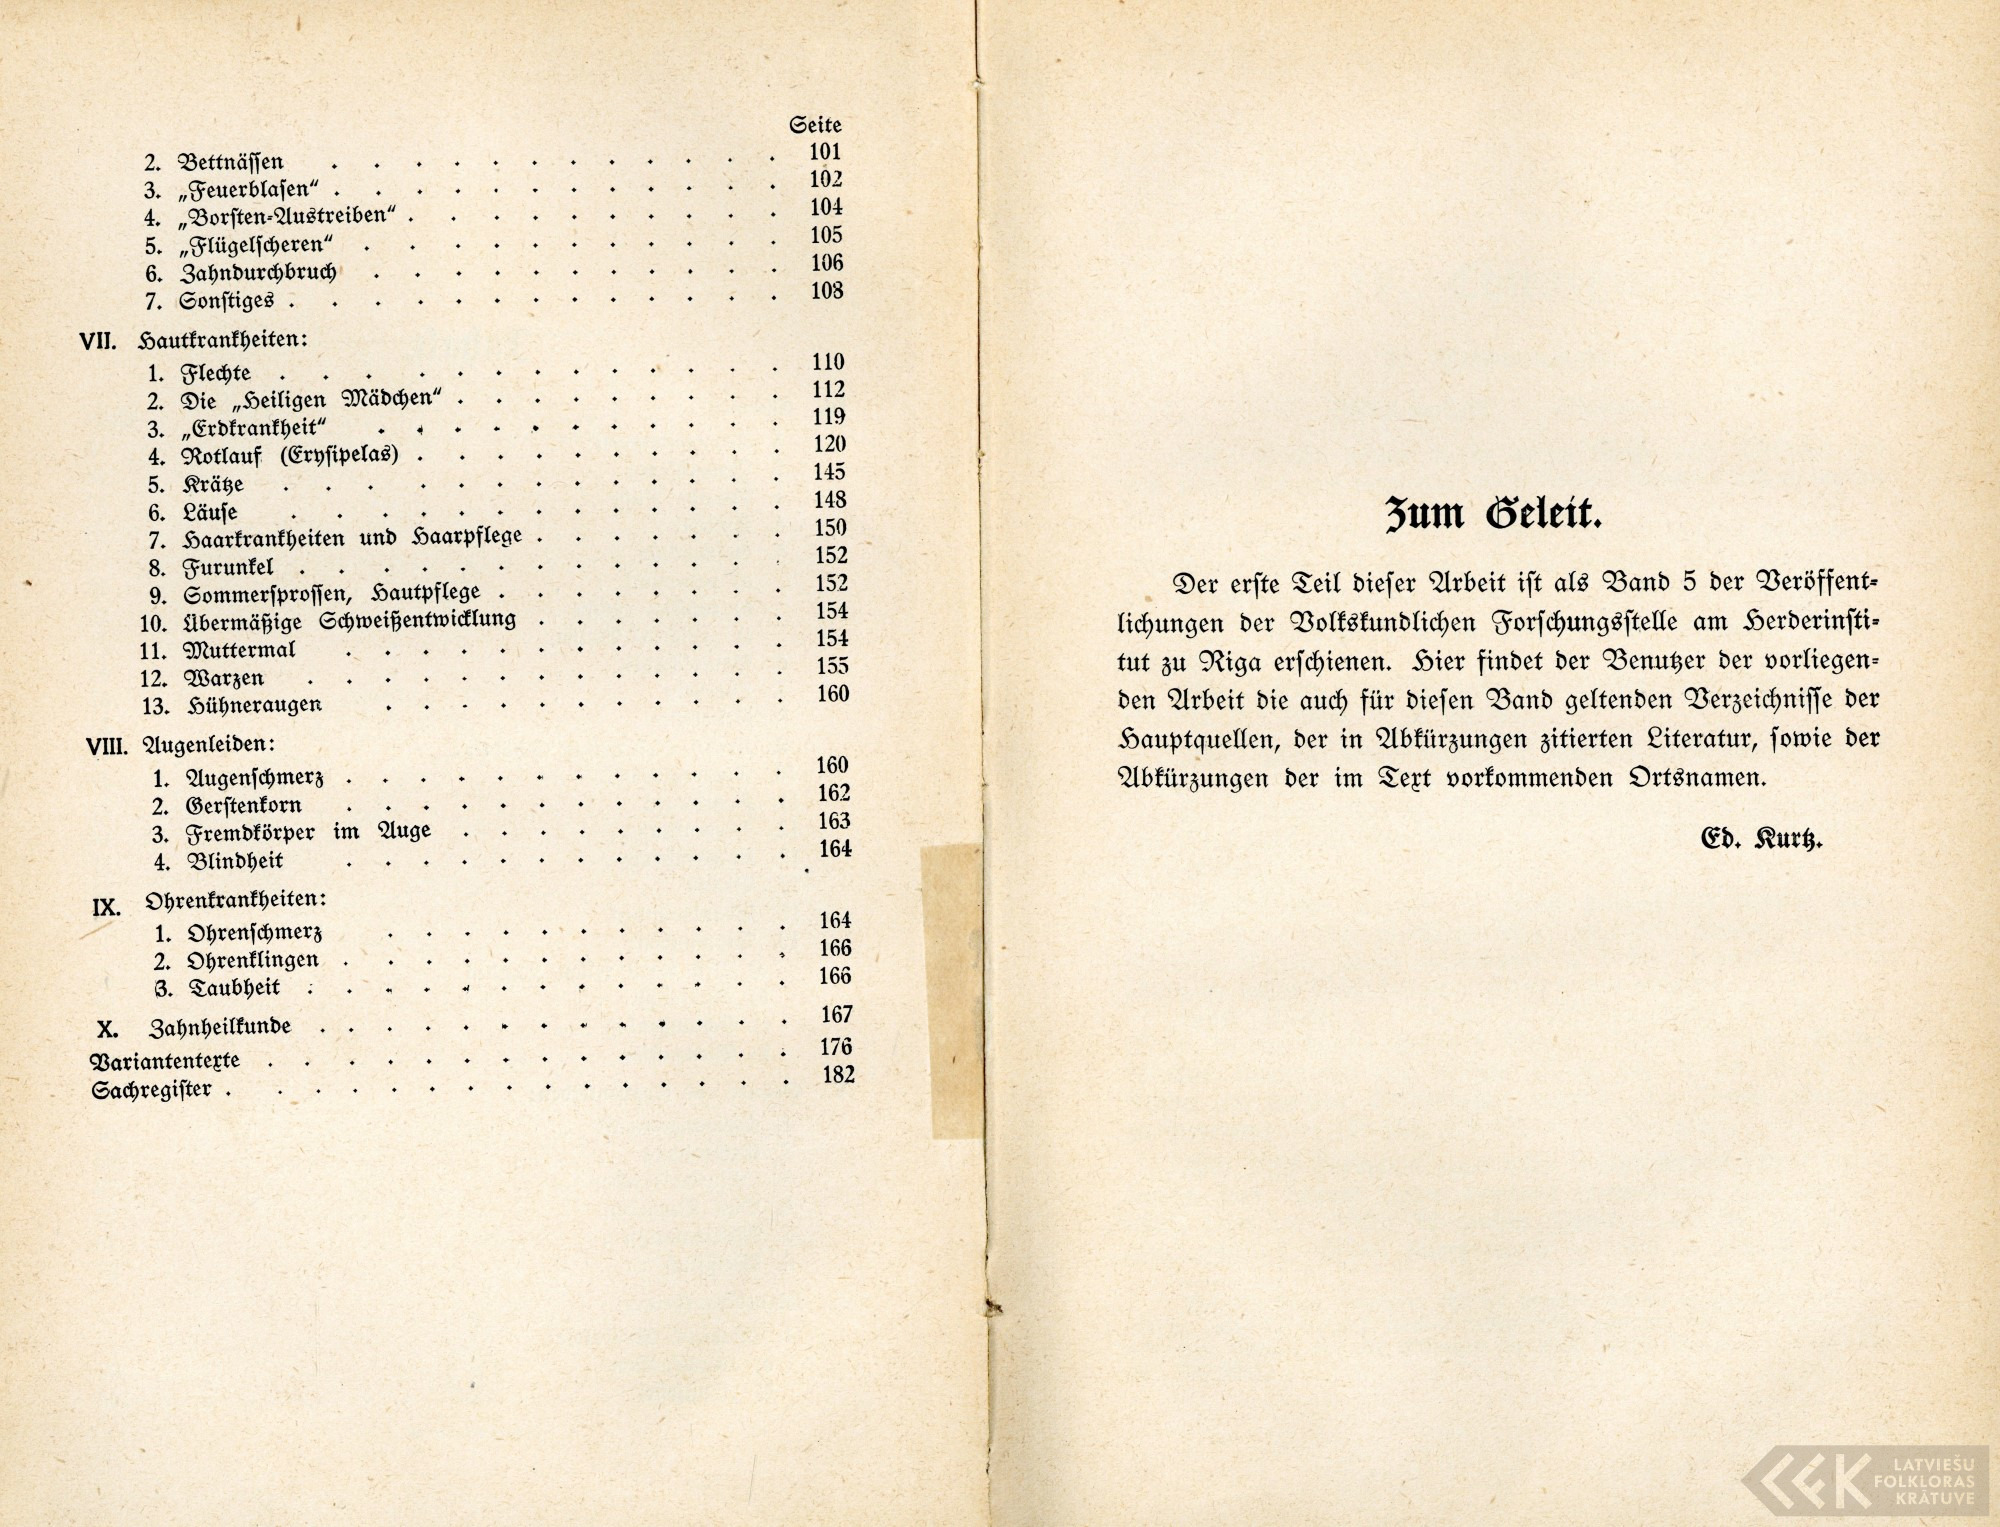 Seite
2. Bettnässen . . . . . . . . . . . . 101
3. „Feuerblasen“ . . . . . . . . . . . . 102
4. „Borsten-Austreiben“ . . . . . . . . . . 104
5. „Flügelscheren“ . . . . . . . . . . . 105
6. Zahndurchbruch . . . . . . . . . . . 106
7. Sonstiges . . . . . . . . . . . . . 108
VII. Hautkrankheiten:
1. Flechte . . . . . . . . . . . . . 110
2. Die „Heiligen Mädchen“ . . . . . . . . . 112
3. „Erdkrankheit“ . . . . . . . . . . . 119
4. Rotlauf (Erysipelas) . . . . . . . . . . 120
5. Krätze . . . . . . . . . . . . . 145
6. Läuse . . . . . . . . . . . . . 148
7. Haarkrankheiten und Haarpflege . . . . . . . 150
8. Furunkel . . . . . . . . . . . . . 152
9. Sommersprossen, Hautpflege . . . . . . . . 152
10. Übermäßige Schweißentwicklung . . . . . . . 154
11. Muttermal . . . . . . . . . . . . 154
12. Warzen . . . . . . . . . . . . . 155
13. Hühneraugen . . . . . . . . . . . 160
VIII. Augenleiden:
1. Augenschmerz . . . . . . . . . . . . 160
2. Gerstenkorn . . . . . . . . . . . . 162
3. Fremdkörper im Auge . . . . . . . . . 163
4. Blindheit . . . . . . . . . . . . 164
IX. Ohrenkrankheiten:
1. Ohrenschmerz . . . . . . . . . . . 164
2. Ohrenklingen . . . . . . . . . . . . 166
3. Taubheit . . . . . . . . . . . . . 166
X. Zahnheilkunde . . . . . . . . . . . . . 167
Variantentexte . . . . . . . . . . . . . . 176
Sachregister . . . . . . . . . . . . . . . 182
Zum Geleit.
Der erste Teil dieser Arbeit ist als Band 5 der Veröffent-
lichungen der Volkskundlichen Forschungsstelle am Herderinsti-
tut zu Riga erschienen. Hier findet der Benutzer der vorliegen-
den Arbeit die auch für diesen Band geltenden Verzeichnisse der
Hauptquellen, der in Abkürzungen zitierten Literatur, sowie der
Abkürzungen der im Text vorkommenden Ortsnamen.
Ed. Kurtz.
LATVIEŠU
FOLKLORAS
KRĀTUVE